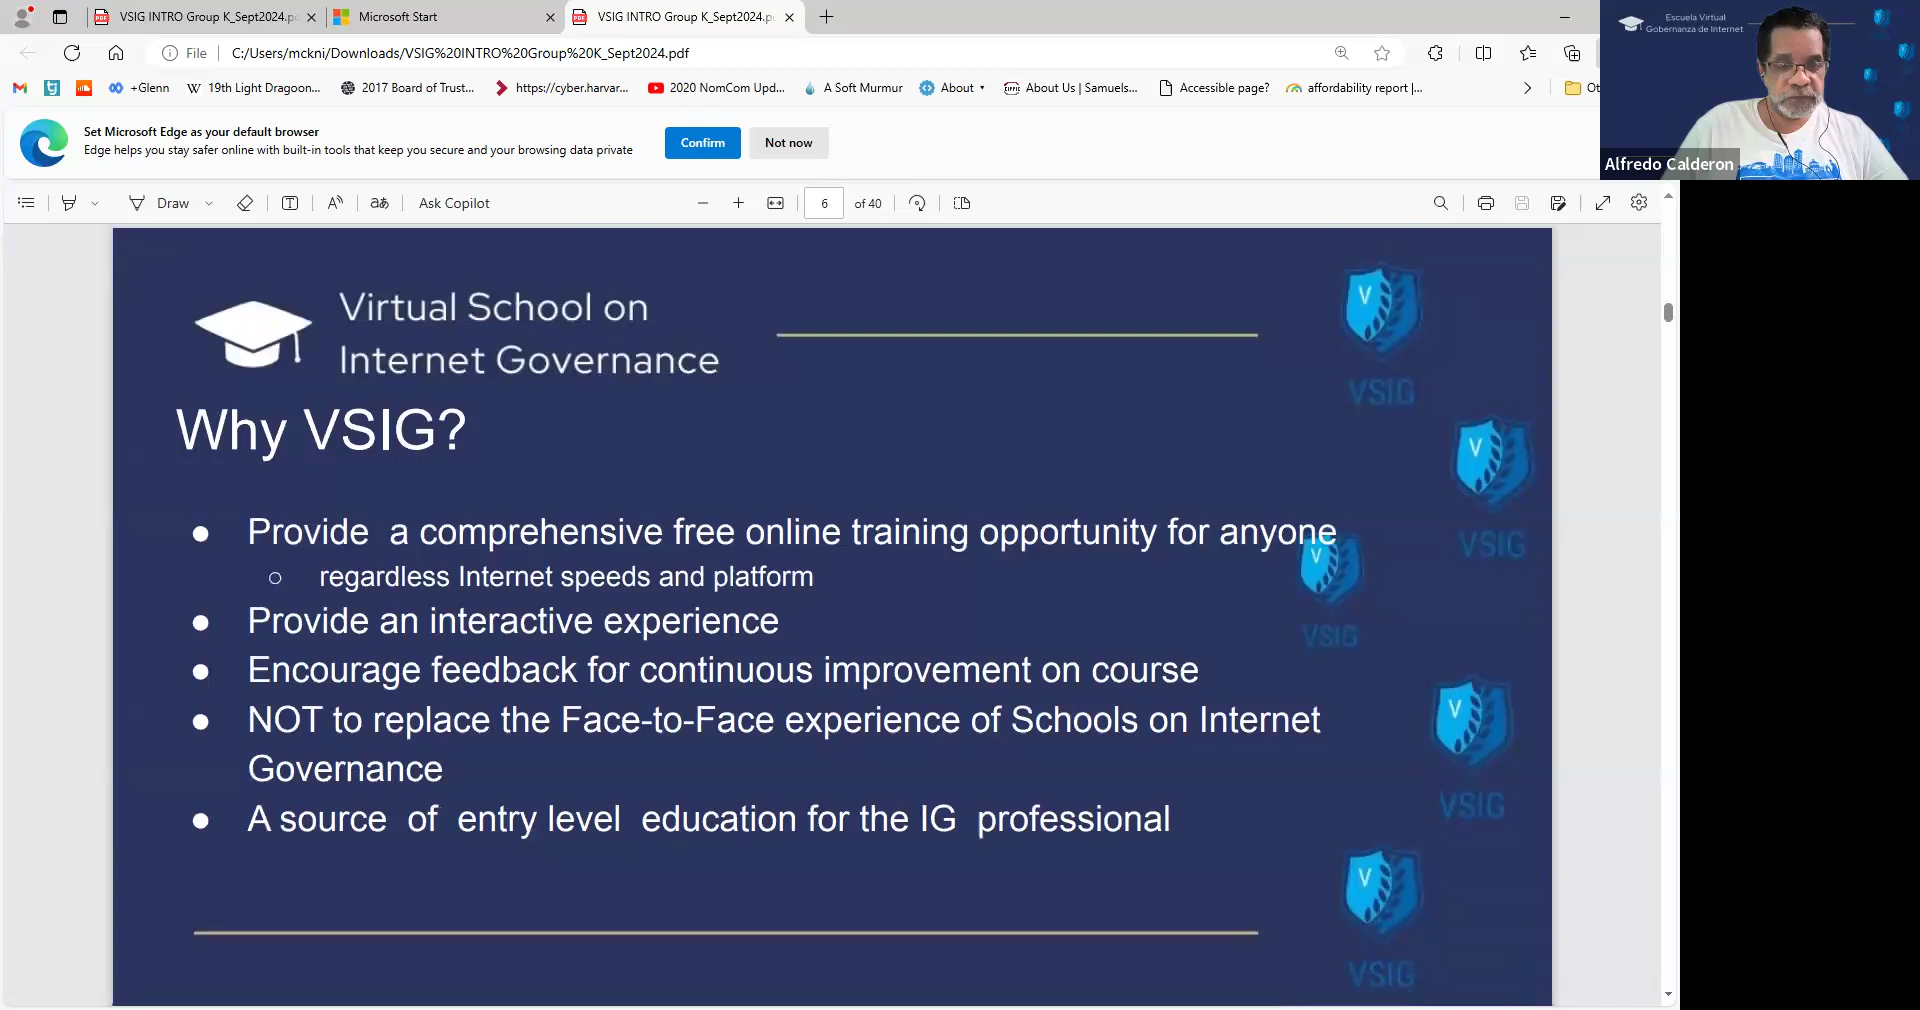 VSIG INTRO Group K_Sept2024.p
Microsoft Start
VSIG INTRO Group K_Sept2024.p
File
C:/Users/mckni/Downloads/VSIG%20INTRO%20Group%20K_Sept2024.pdf
+Glenn
19th Light Dragoon...
2017 Board of Trust...
https://cyber.harvar...
2020 NomCom Upd...
A Soft Murmur
About
About Us | Samuels...
Accessible page?
affordability report |...
Ot
Set Microsoft Edge as your default browser
Edge helps you stay safer online with built-in tools that keep you secure and your browsing data private
Confirm
Not now
Escuela Virtual
Gobernanza de Internet
Alfredo Calderon
Draw
Ask Copilot
6 of 40
Virtual School on
Internet Governance
Why VSIG?
● Provide a comprehensive free online training opportunity for anyone
○ regardless Internet speeds and platform
● Provide an interactive experience
● Encourage feedback for continuous improvement on course
● NOT to replace the Face-to-Face experience of Schools on Internet
Governance
● A source of entry level education for the IG professional
V
VSIG
V
VSIG
V
VSIG
V
VSIG
V
VSIG